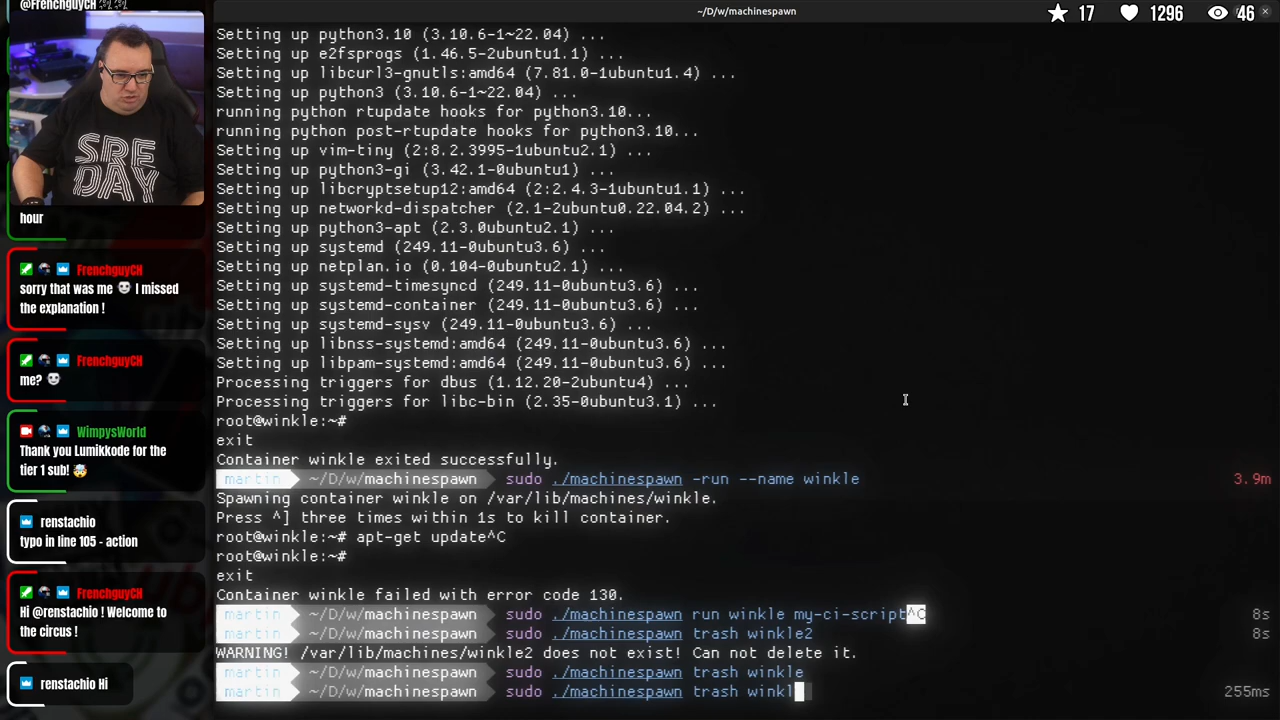 @FrenchguyCH
~/D/w/machinespawn
17
1296
46
SRE
DAY
hour
FrenchguyCH
sorry that was me I missed
the explanation !
FrenchguyCH
me?
WimpysWorld
Thank you Lumikkode for the
tier 1 sub!
renstachio
typo in line 105 - action
FrenchguyCH
Hi @renstachio ! Welcome to
the circus !
renstachio Hi
Setting up python3.10 (3.10.6-1~22.04) ...
Setting up e2fsprogs (1.46.5-2ubuntu1.1) ...
Setting up libcurl3-gnutls:amd64 (7.81.0-1ubuntu1.4) ...
Setting up python3 (3.10.6-1~22.04) ...
running python rtupdate hooks for python3.10...
running python post-rtupdate hooks for python3.10...
Setting up vim-tiny (2:8.2.3995-1ubuntu2.1) ...
Setting up python3-gi (3.42.1-0ubuntu1) ...
Setting up libcryptsetup12:amd64 (2:2.4.3-1ubuntu1.1) ...
Setting up networkd-dispatcher (2.1-2ubuntu0.22.04.2) ...
Setting up python3-apt (2.3.0ubuntu2.1) ...
Setting up systemd (249.11-0ubuntu3.6) ...
Setting up netplan.io (0.104-0ubuntu2.1) ...
Setting up systemd-timesyncd (249.11-0ubuntu3.6) ...
Setting up systemd-container (249.11-0ubuntu3.6) ...
Setting up systemd-sysv (249.11-0ubuntu3.6) ...
Setting up libnss-systemd:amd64 (249.11-0ubuntu3.6) ...
Setting up libpam-systemd:amd64 (249.11-0ubuntu3.6) ...
Processing triggers for dbus (1.12.20-2ubuntu4) ...
Processing triggers for libc-bin (2.35-0ubuntu3.1) ...
root@winkle:~#
exit
Container winkle exited successfully.
martin ~/D/w/machinespawn sudo ./machinespawn -run --name winkle 3.9m
Spawning container winkle on /var/lib/machines/winkle.
Press ^] three times within 1s to kill container.
root@winkle:~# apt-get update^C
root@winkle:~#
exit
Container winkle failed with error code 130.
martin ~/D/w/machinespawn sudo ./machinespawn run winkle my-ci-script^C 8s
martin ~/D/w/machinespawn sudo ./machinespawn trash winkle2 8s
WARNING! /var/lib/machines/winkle2 does not exist! Can not delete it.
martin ~/D/w/machinespawn sudo ./machinespawn trash winkle
martin ~/D/w/machinespawn sudo ./machinespawn trash winkl 255ms